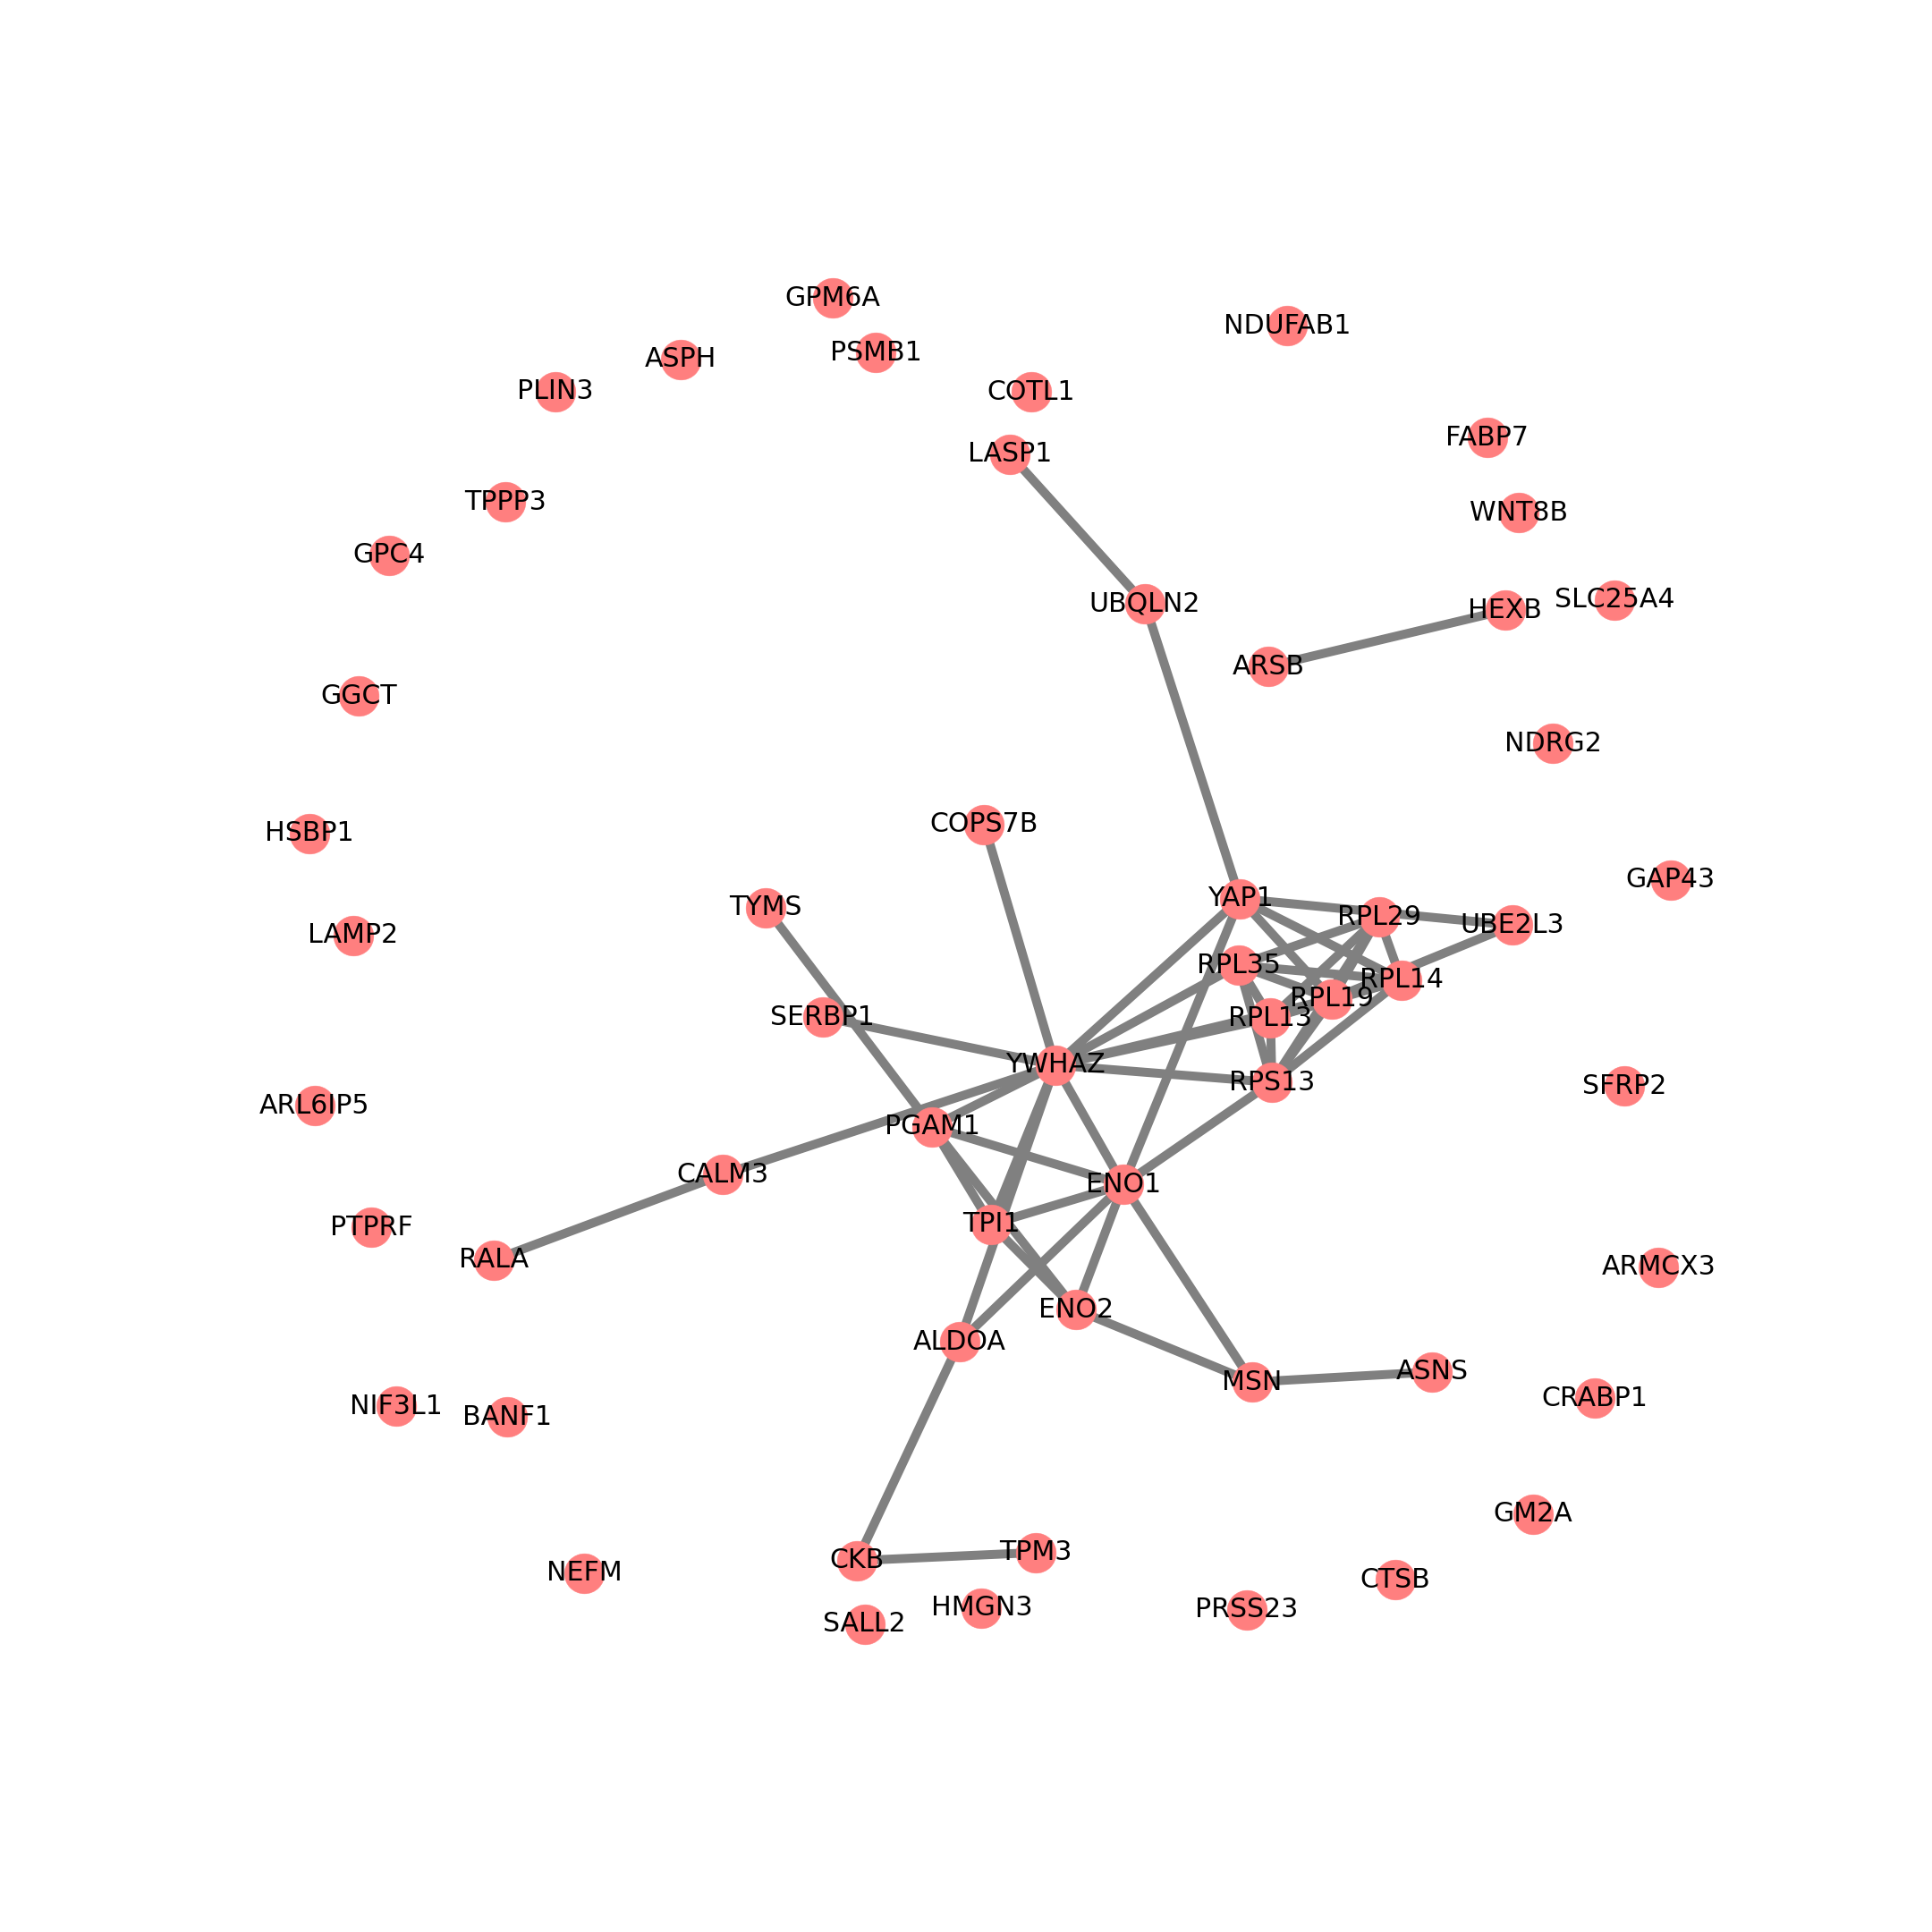 GPM6A
NDUFAB1
PSMB1
ASPH
PLIN3
COTL1
FABP7
LASP1
TPPP3
WNT8B
GPC4
SLC25A4
UBQLN2
HEXB
ARSB
GGCT
NDRG2
COPS7B
HSBP1
GAP43
YAP1
TYMS
RPL29
UBE2L3
LAMP2
RPL35
RPL14
RPL19
SERBP1
RPL13
YWHAZ
RPS13
SFRP2
ARL6IP5
PGAM1
CALM3
ENO1
TPI1
PTPRF
RALA
ARMCX3
ENO2
ALDOA
ASNS
MSN
CRABP1
NIF3L1
BANF1
GM2A
TPM3
CKB
NEFM
CTSB
HMGN3
PRSS23
SALL2